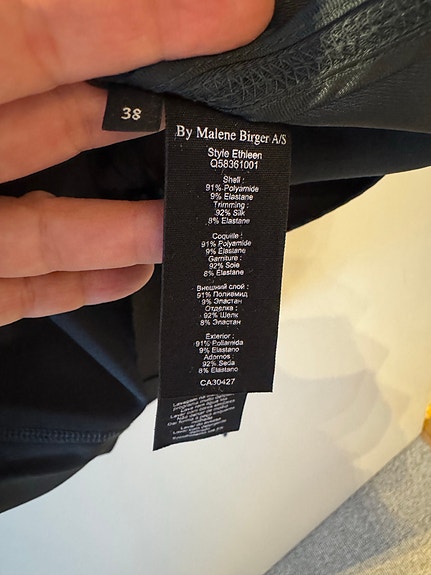 38
By Malene Birger A/S
Style Ethleen
Q58361001
Shell :
91% Polyamide
9% Elastane
Trimming :
92% Silk
8% Elastane
Coquille :
91% Polyamide
9% Elastane
Garniture :
92% Soie
8% Elastane
Внешний слой :
91% Полиамид
9% Эластан
Отделка :
92% Шелк
8% Эластан
Exterior :
91% Poliamida
9% Elastano
Adornos :
92% Seda
8% Elastano
CA30427